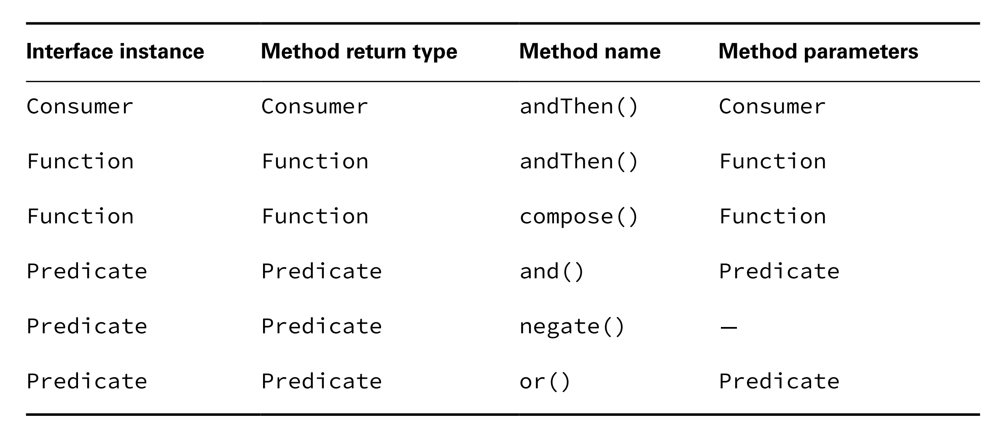 Interface instance Method return type Method name Method parameters
Consumer Consumer andThen() Consumer
Function Function andThen() Function
Function Function compose() Function
Predicate Predicate and() Predicate
Predicate Predicate negate() —
Predicate Predicate or() Predicate